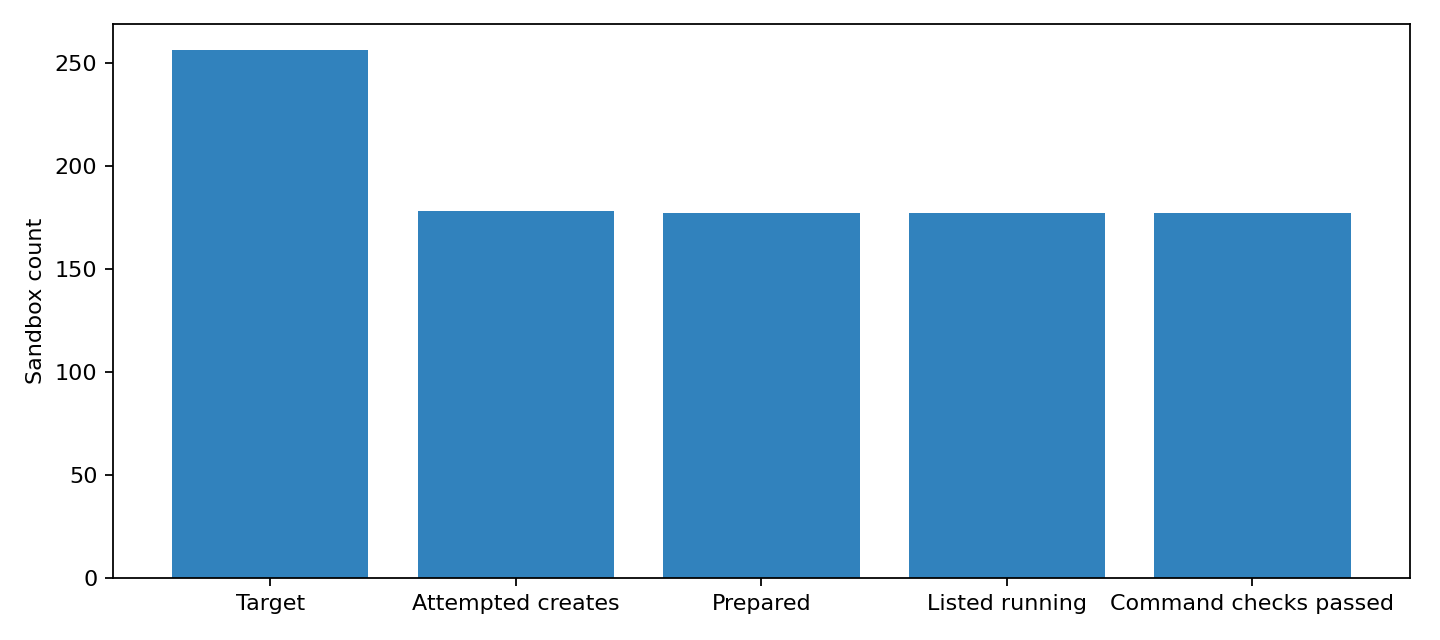 Sandbox count
250
200
150
100
50
0
Target
Attempted creates
Prepared
Listed running
Command checks passed